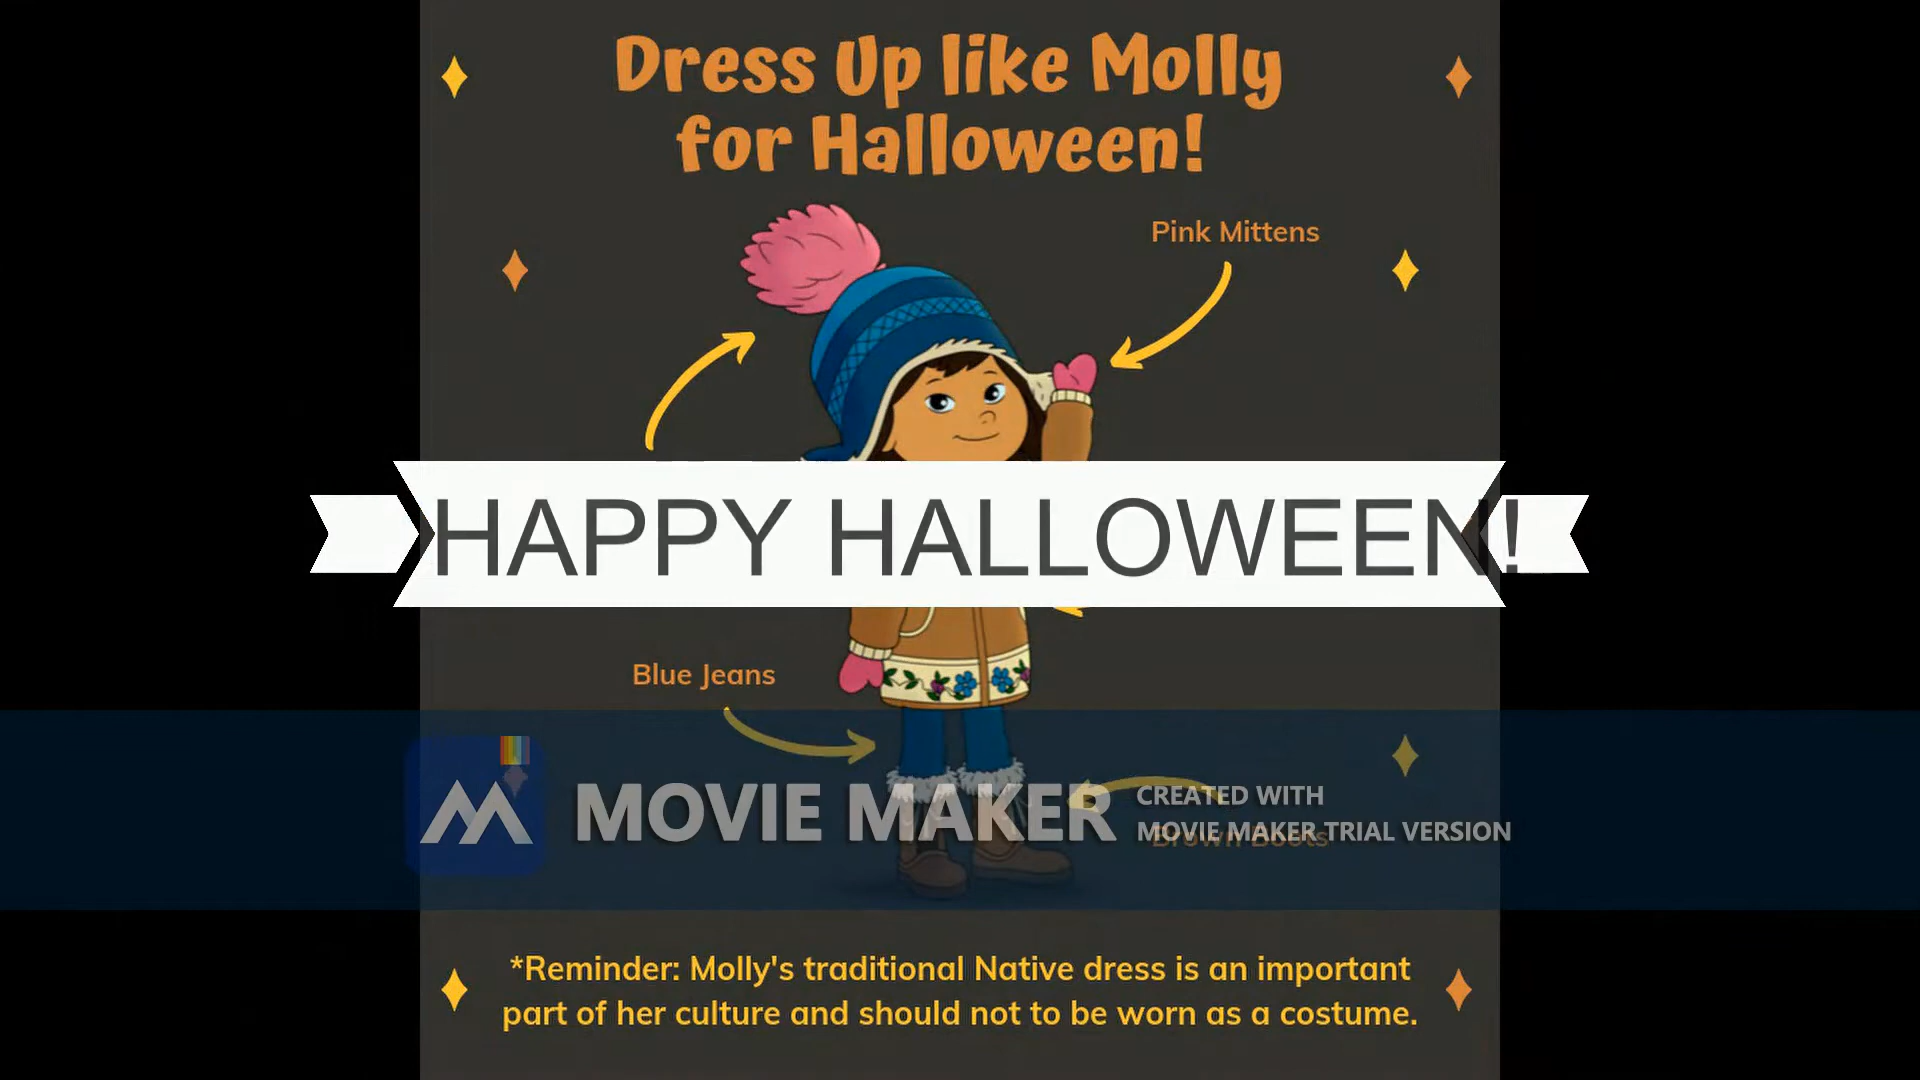 Dress Up like Molly
for Halloween!
Pink Mittens
HAPPY HALLOWEEN!
Blue Jeans
MOVIE MAKER
CREATED WITH
MOVIE MAKER TRIAL VERSION
Brown Boots
*Reminder: Molly's traditional Native dress is an important
part of her culture and should not to be worn as a costume.